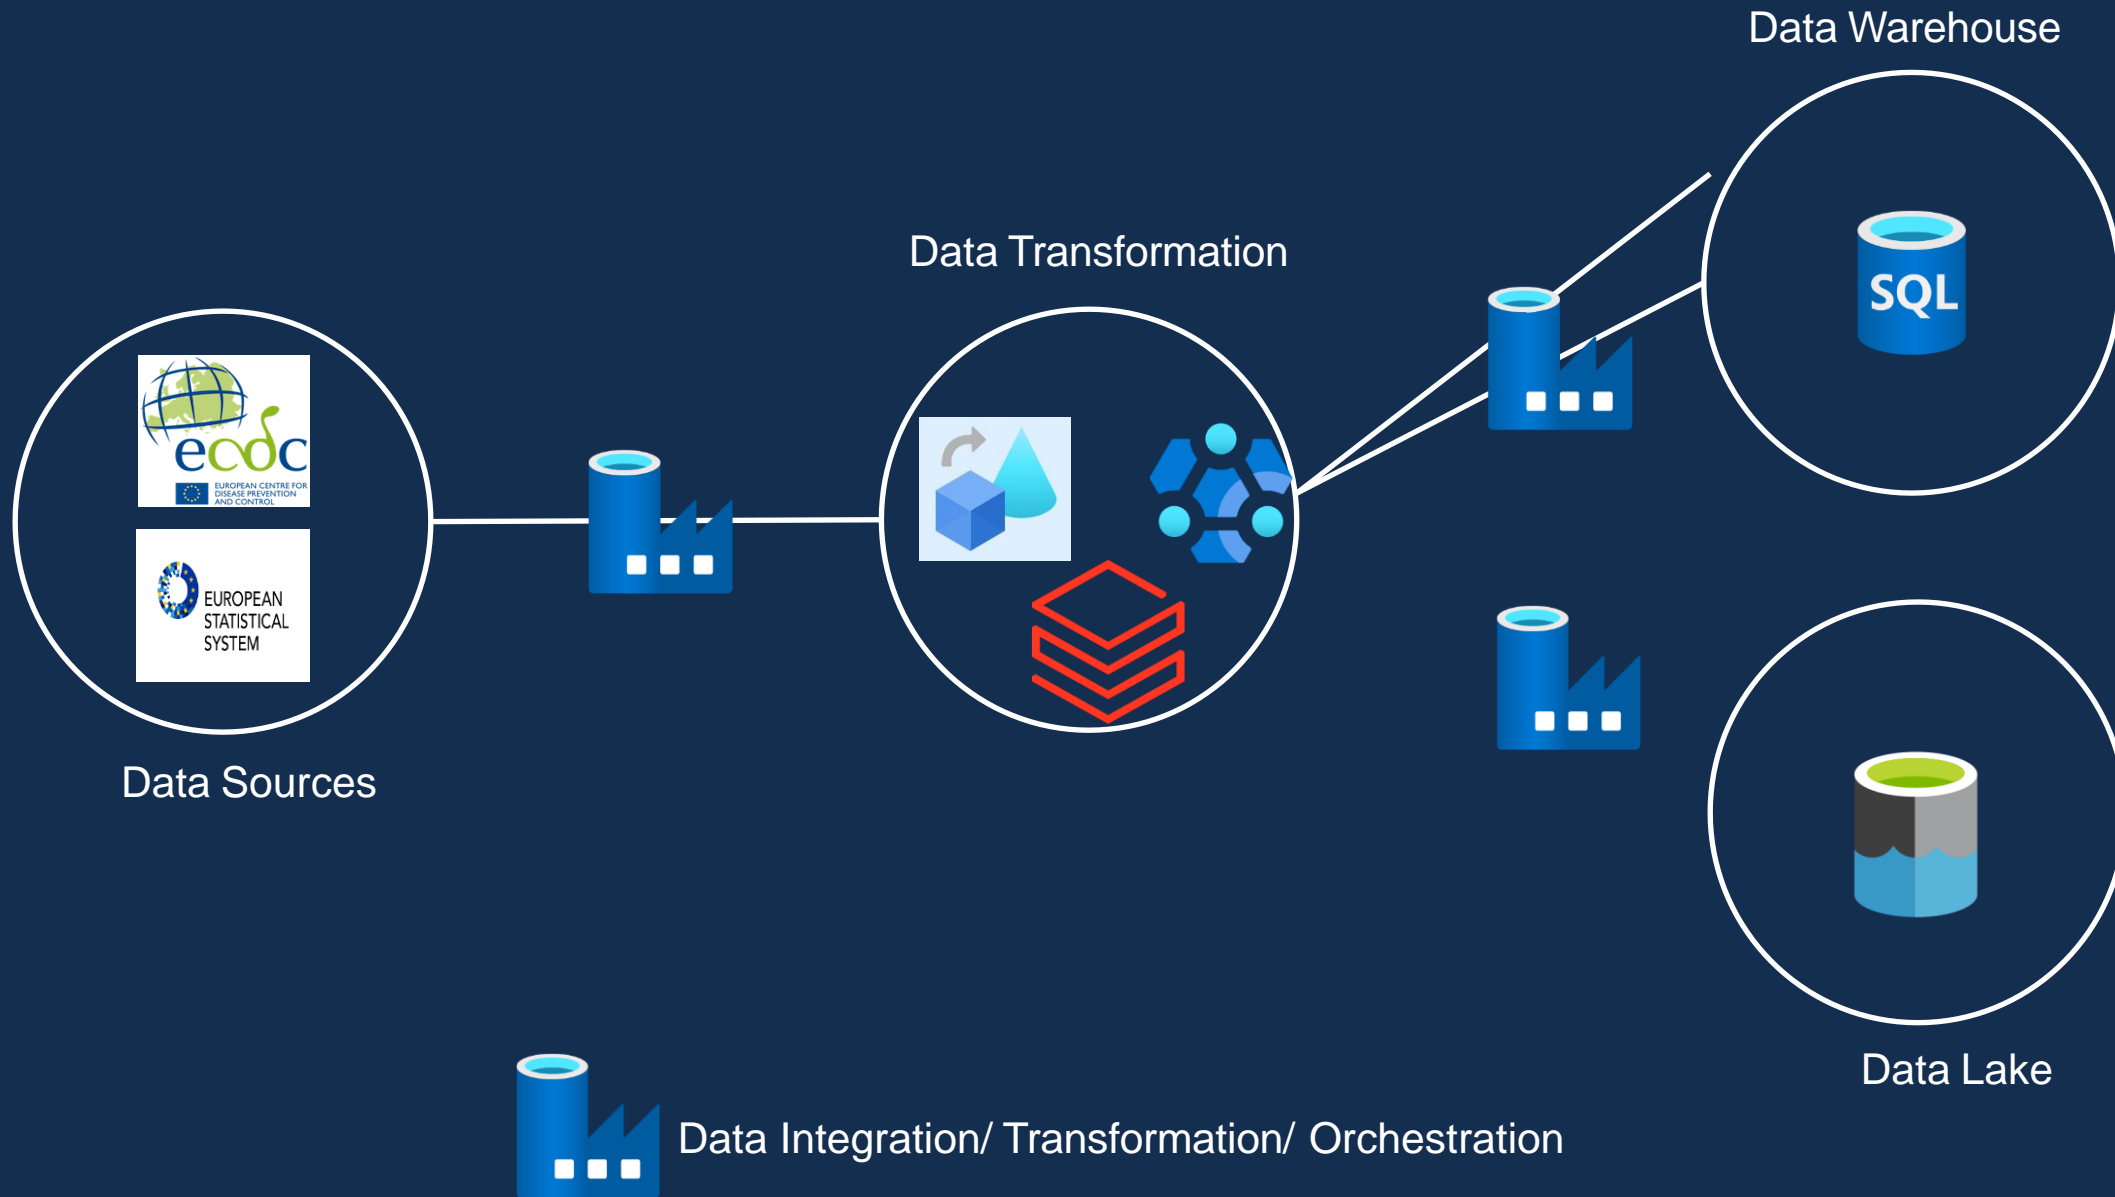 Data Warehouse
SQL
Data Transformation
ecdc
EUROPEAN CENTRE FOR
DISEASE PREVENTION
AND CONTROL
EUROPEAN
STATISTICAL
SYSTEM
Data Sources
Data Lake
Data Integration/ Transformation/ Orchestration